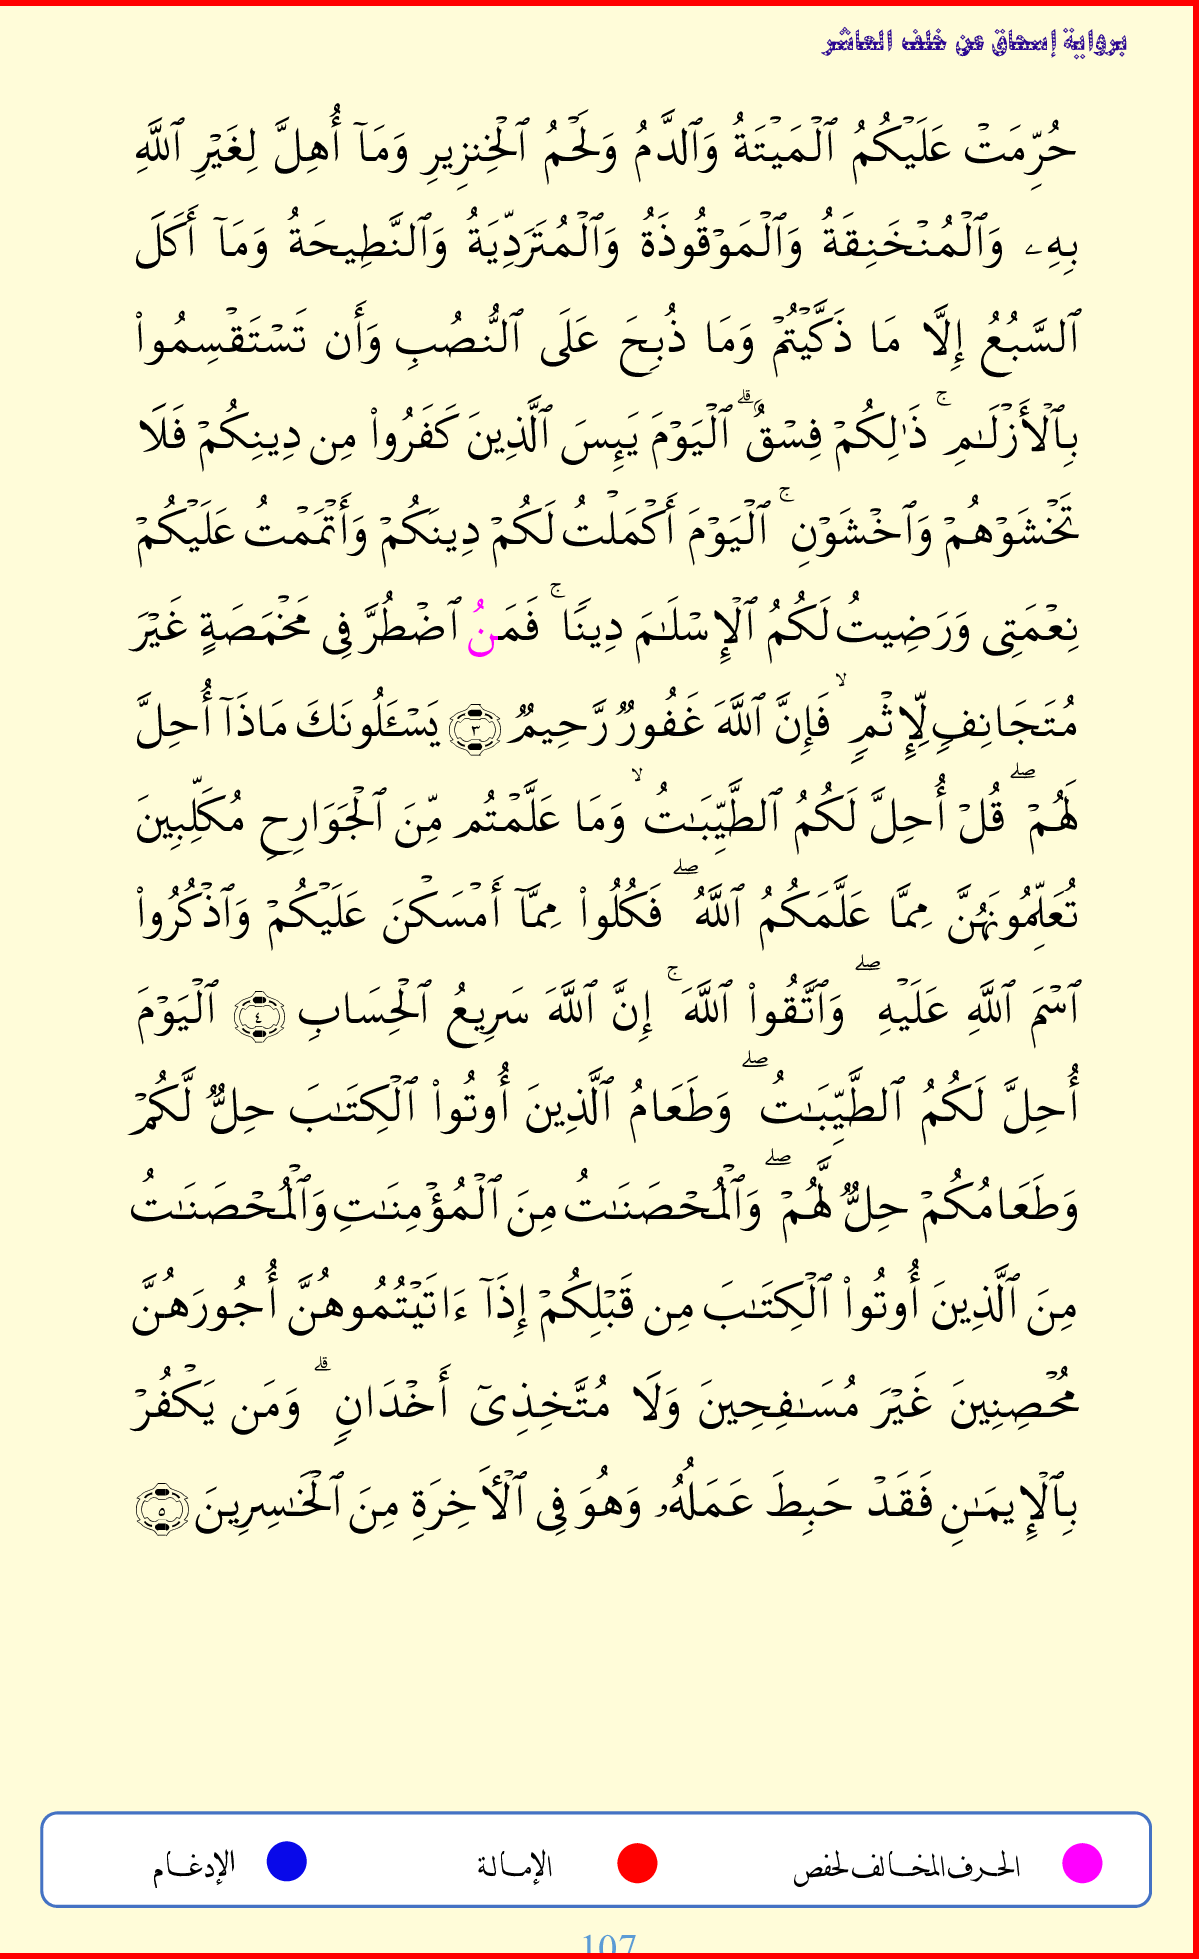 برواية إسحاق عن خلف العاشر
حُرِّمَتۡ عَلَيۡكُمُ ٱلۡمَيۡتَةُ وَٱلدَّمُ وَلَحۡمُ ٱلۡخِنزِيرِ وَمَآ أُهِلَّ لِغَيۡرِ ٱللَّهِ
بِهِۦ وَٱلۡمُنۡخَنِقَةُ وَٱلۡمَوۡقُوذَةُ وَٱلۡمُتَرَدِّيَةُ وَٱلنَّطِيحَةُ وَمَآ أَكَلَ
ٱلسَّبُعُ إِلَّا مَا ذَكَّيۡتُمۡ وَمَا ذُبِحَ عَلَى ٱلنُّصُبِ وَأَن تَسۡتَقۡسِمُواْ
بِٱلۡأَزۡلَٰمِۚ ذَٰلِكُمۡ فِسۡقٌۗ ٱلۡيَوۡمَ يَئِسَ ٱلَّذِينَ كَفَرُواْ مِن دِينِكُمۡ فَلَا
تَخۡشَوۡهُمۡ وَٱخۡشَوۡنِۚ ٱلۡيَوۡمَ أَكۡمَلۡتُ لَكُمۡ دِينَكُمۡ وَأَتۡمَمۡتُ عَلَيۡكُمۡ
نِعۡمَتِي وَرَضِيتُ لَكُمُ ٱلۡإِسۡلَٰمَ دِينٗاۚ فَمَنُ ٱضۡطُرَّ فِي مَخۡمَصَةٍ غَيۡرَ
مُتَجَانِفٖ لِّإِثۡمٖۙ فَإِنَّ ٱللَّهَ غَفُورٞ رَّحِيمٞ ٣ يَسۡـَٔلُونَكَ مَاذَآ أُحِلَّ
لَهُمۡۖ قُلۡ أُحِلَّ لَكُمُ ٱلطَّيِّبَٰتُۙ وَمَا عَلَّمۡتُم مِّنَ ٱلۡجَوَارِحِ مُكَلِّبِينَ
تُعَلِّمُونَهُنَّ مِمَّا عَلَّمَكُمُ ٱللَّهُۖ فَكُلُواْ مِمَّآ أَمۡسَكۡنَ عَلَيۡكُمۡ وَٱذۡكُرُواْ
ٱسۡمَ ٱللَّهِ عَلَيۡهِۖ وَٱتَّقُواْ ٱللَّهَۚ إِنَّ ٱللَّهَ سَرِيعُ ٱلۡحِسَابِ ٤ ٱلۡيَوۡمَ
أُحِلَّ لَكُمُ ٱلطَّيِّبَٰتُۖ وَطَعَامُ ٱلَّذِينَ أُوتُواْ ٱلۡكِتَٰبَ حِلّٞ لَّكُمۡ
وَطَعَامُكُمۡ حِلّٞ لَّهُمۡۖ وَٱلۡمُحۡصَنَٰتُ مِنَ ٱلۡمُؤۡمِنَٰتِ وَٱلۡمُحۡصَنَٰتُ
مِنَ ٱلَّذِينَ أُوتُواْ ٱلۡكِتَٰبَ مِن قَبۡلِكُمۡ إِذَآ ءَاتَيۡتُمُوهُنَّ أُجُورَهُنَّ
مُحۡصِنِينَ غَيۡرَ مُسَٰفِحِينَ وَلَا مُتَّخِذِيٓ أَخۡدَانٖۗ وَمَن يَكۡفُرۡ
بِٱلۡإِيمَٰنِ فَقَدۡ حَبِطَ عَمَلُهُۥ وَهُوَ فِي ٱلۡأٓخِرَةِ مِنَ ٱلۡخَٰسِرِينَ ٥
الحرف المخالف لحفص الإمالة الإدغام
107